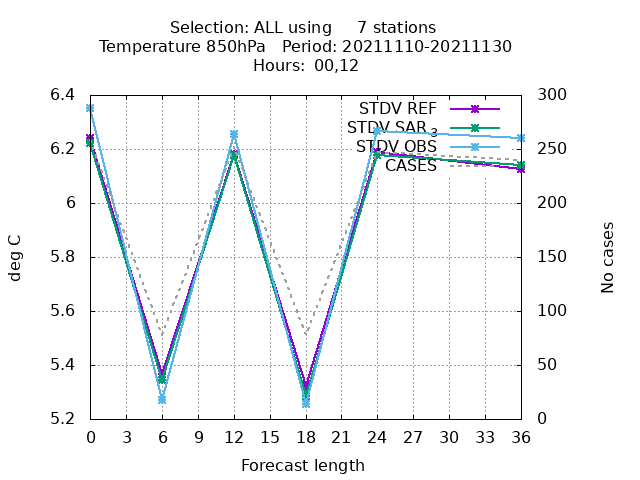 Selection: ALL using     7 stations
Temperature 850hPa   Period: 20211110-20211130
Hours:  00,12
STDV REF
STDV SAR 3
STDV OBS
CASES
6.4
6.2
6
5.8
5.6
5.4
5.2
deg C
300
250
200
150
100
50
0
No cases
0 3 6 9 12 15 18 21 24 27 30 33 36
Forecast length